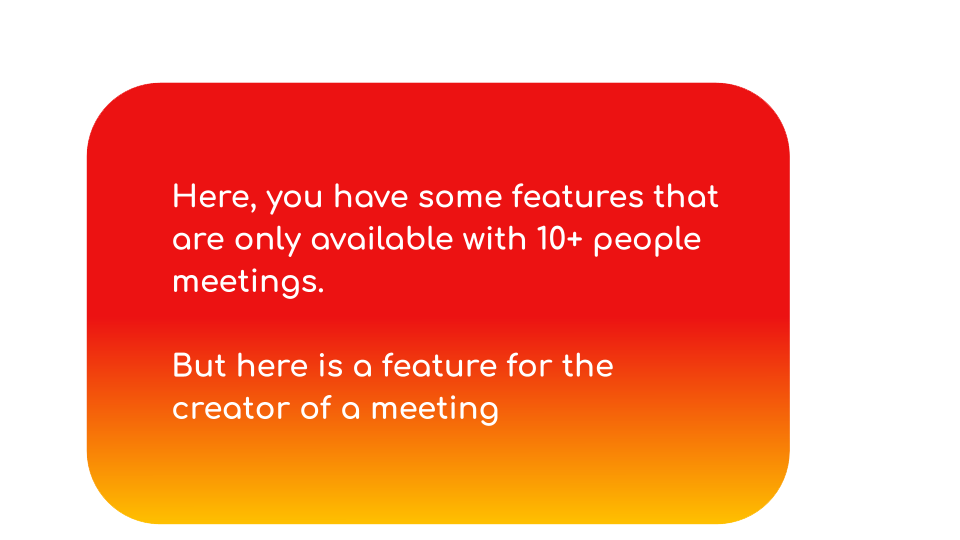 Here, you have some features that
are only available with 10+ people
meetings.
But here is a feature for the
creator of a meeting